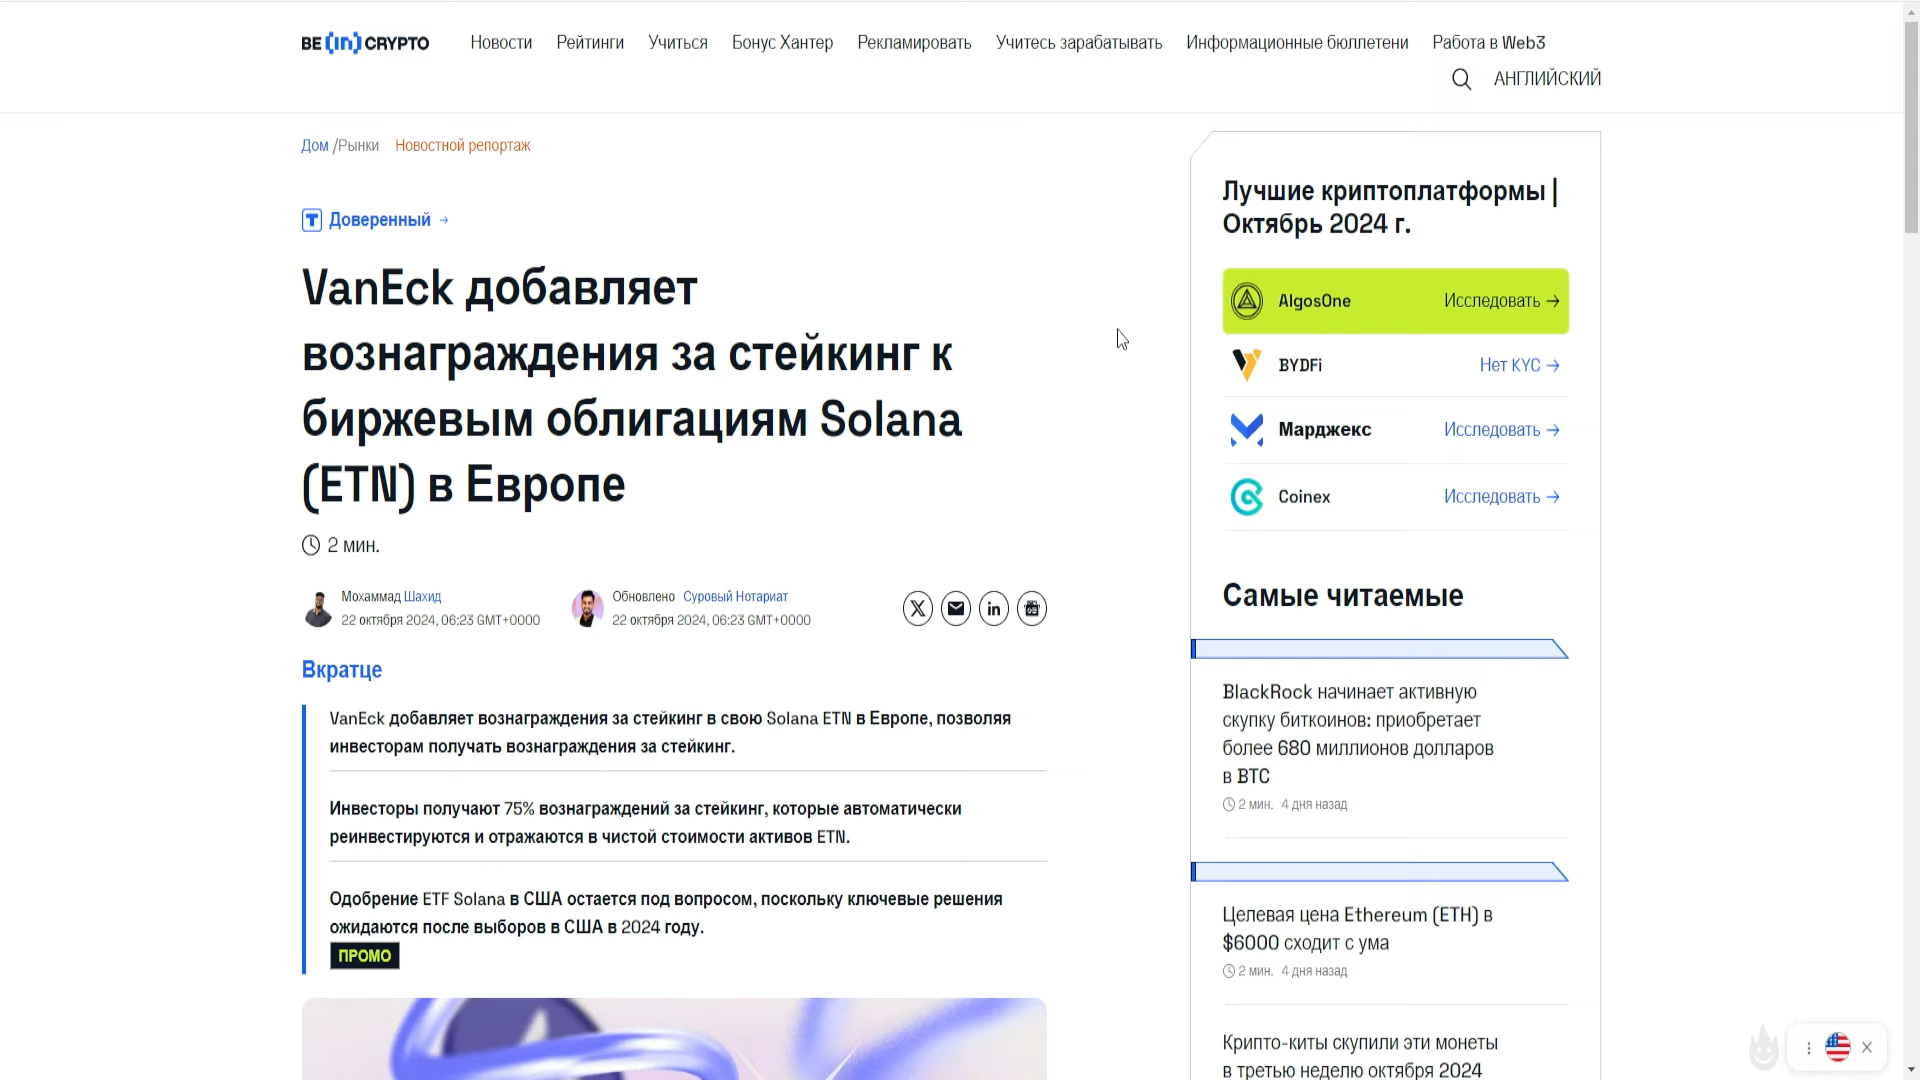 BE[in]CRYPTO
Новости Рейтинги Учиться Бонус Хантер Рекламировать Учитесь зарабатывать Информационные бюллетени Работа в Web3
АНГЛИЙСКИЙ
Дом /Рынки Новостной репортаж
Доверенный →
VanEck добавляет
вознаграждения за стейкинг к
биржевым облигациям Solana
(ETN) в Европе
2 мин.
Мохаммад Шахид
22 октября 2024, 06:23 GMT+0000
Обновлено Суровый Нотариат
22 октября 2024, 06:23 GMT+0000
Вкратце
VanEck добавляет вознаграждения за стейкинг в свою Solana ETN в Европе, позволяя
инвесторам получать вознаграждения за стейкинг.
Инвесторы получают 75% вознаграждений за стейкинг, которые автоматически
реинвестируются и отражаются в чистой стоимости активов ETN.
Одобрение ETF Solana в США остается под вопросом, поскольку ключевые решения
ожидаются после выборов в США в 2024 году.
ПРОМО
Лучшие криптоплатформы |
Октябрь 2024 г.
AlgosOne Исследовать →
BYDFi Нет KYC →
Марджекс Исследовать →
Coinex Исследовать →
Самые читаемые
BlackRock начинает активную
скупку биткоинов: приобретает
более 680 миллионов долларов
в BTC
2 мин. 4 дня назад
Целевая цена Ethereum (ETH) в
$6000 сходит с ума
2 мин. 4 дня назад
Крипто-киты скупили эти монеты
в третью неделю октября 2024